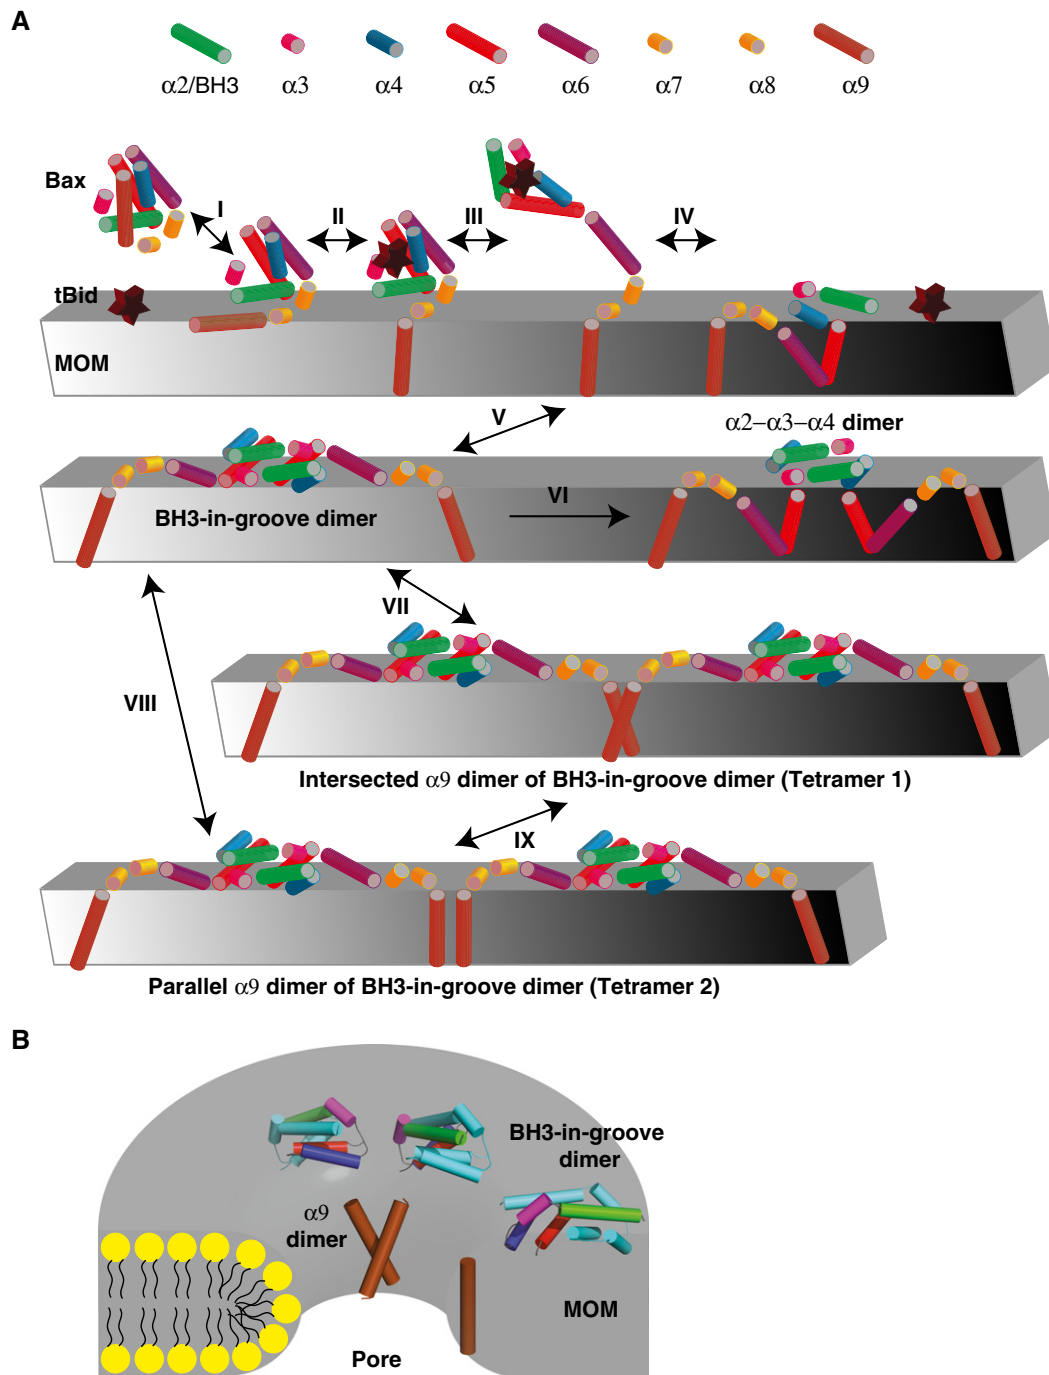 A
α2/BH3 α3 α4 α5 α6 α7 α8 α9
Bax
I II III IV
tBid
MOM
V
α2–α3–α4 dimer
BH3-in-groove dimer
VI
VII
VIII
Intersected α9 dimer of BH3-in-groove dimer (Tetramer 1)
IX
Parallel α9 dimer of BH3-in-groove dimer (Tetramer 2)
B
BH3-in-groove
dimer
α9
dimer
MOM
Pore